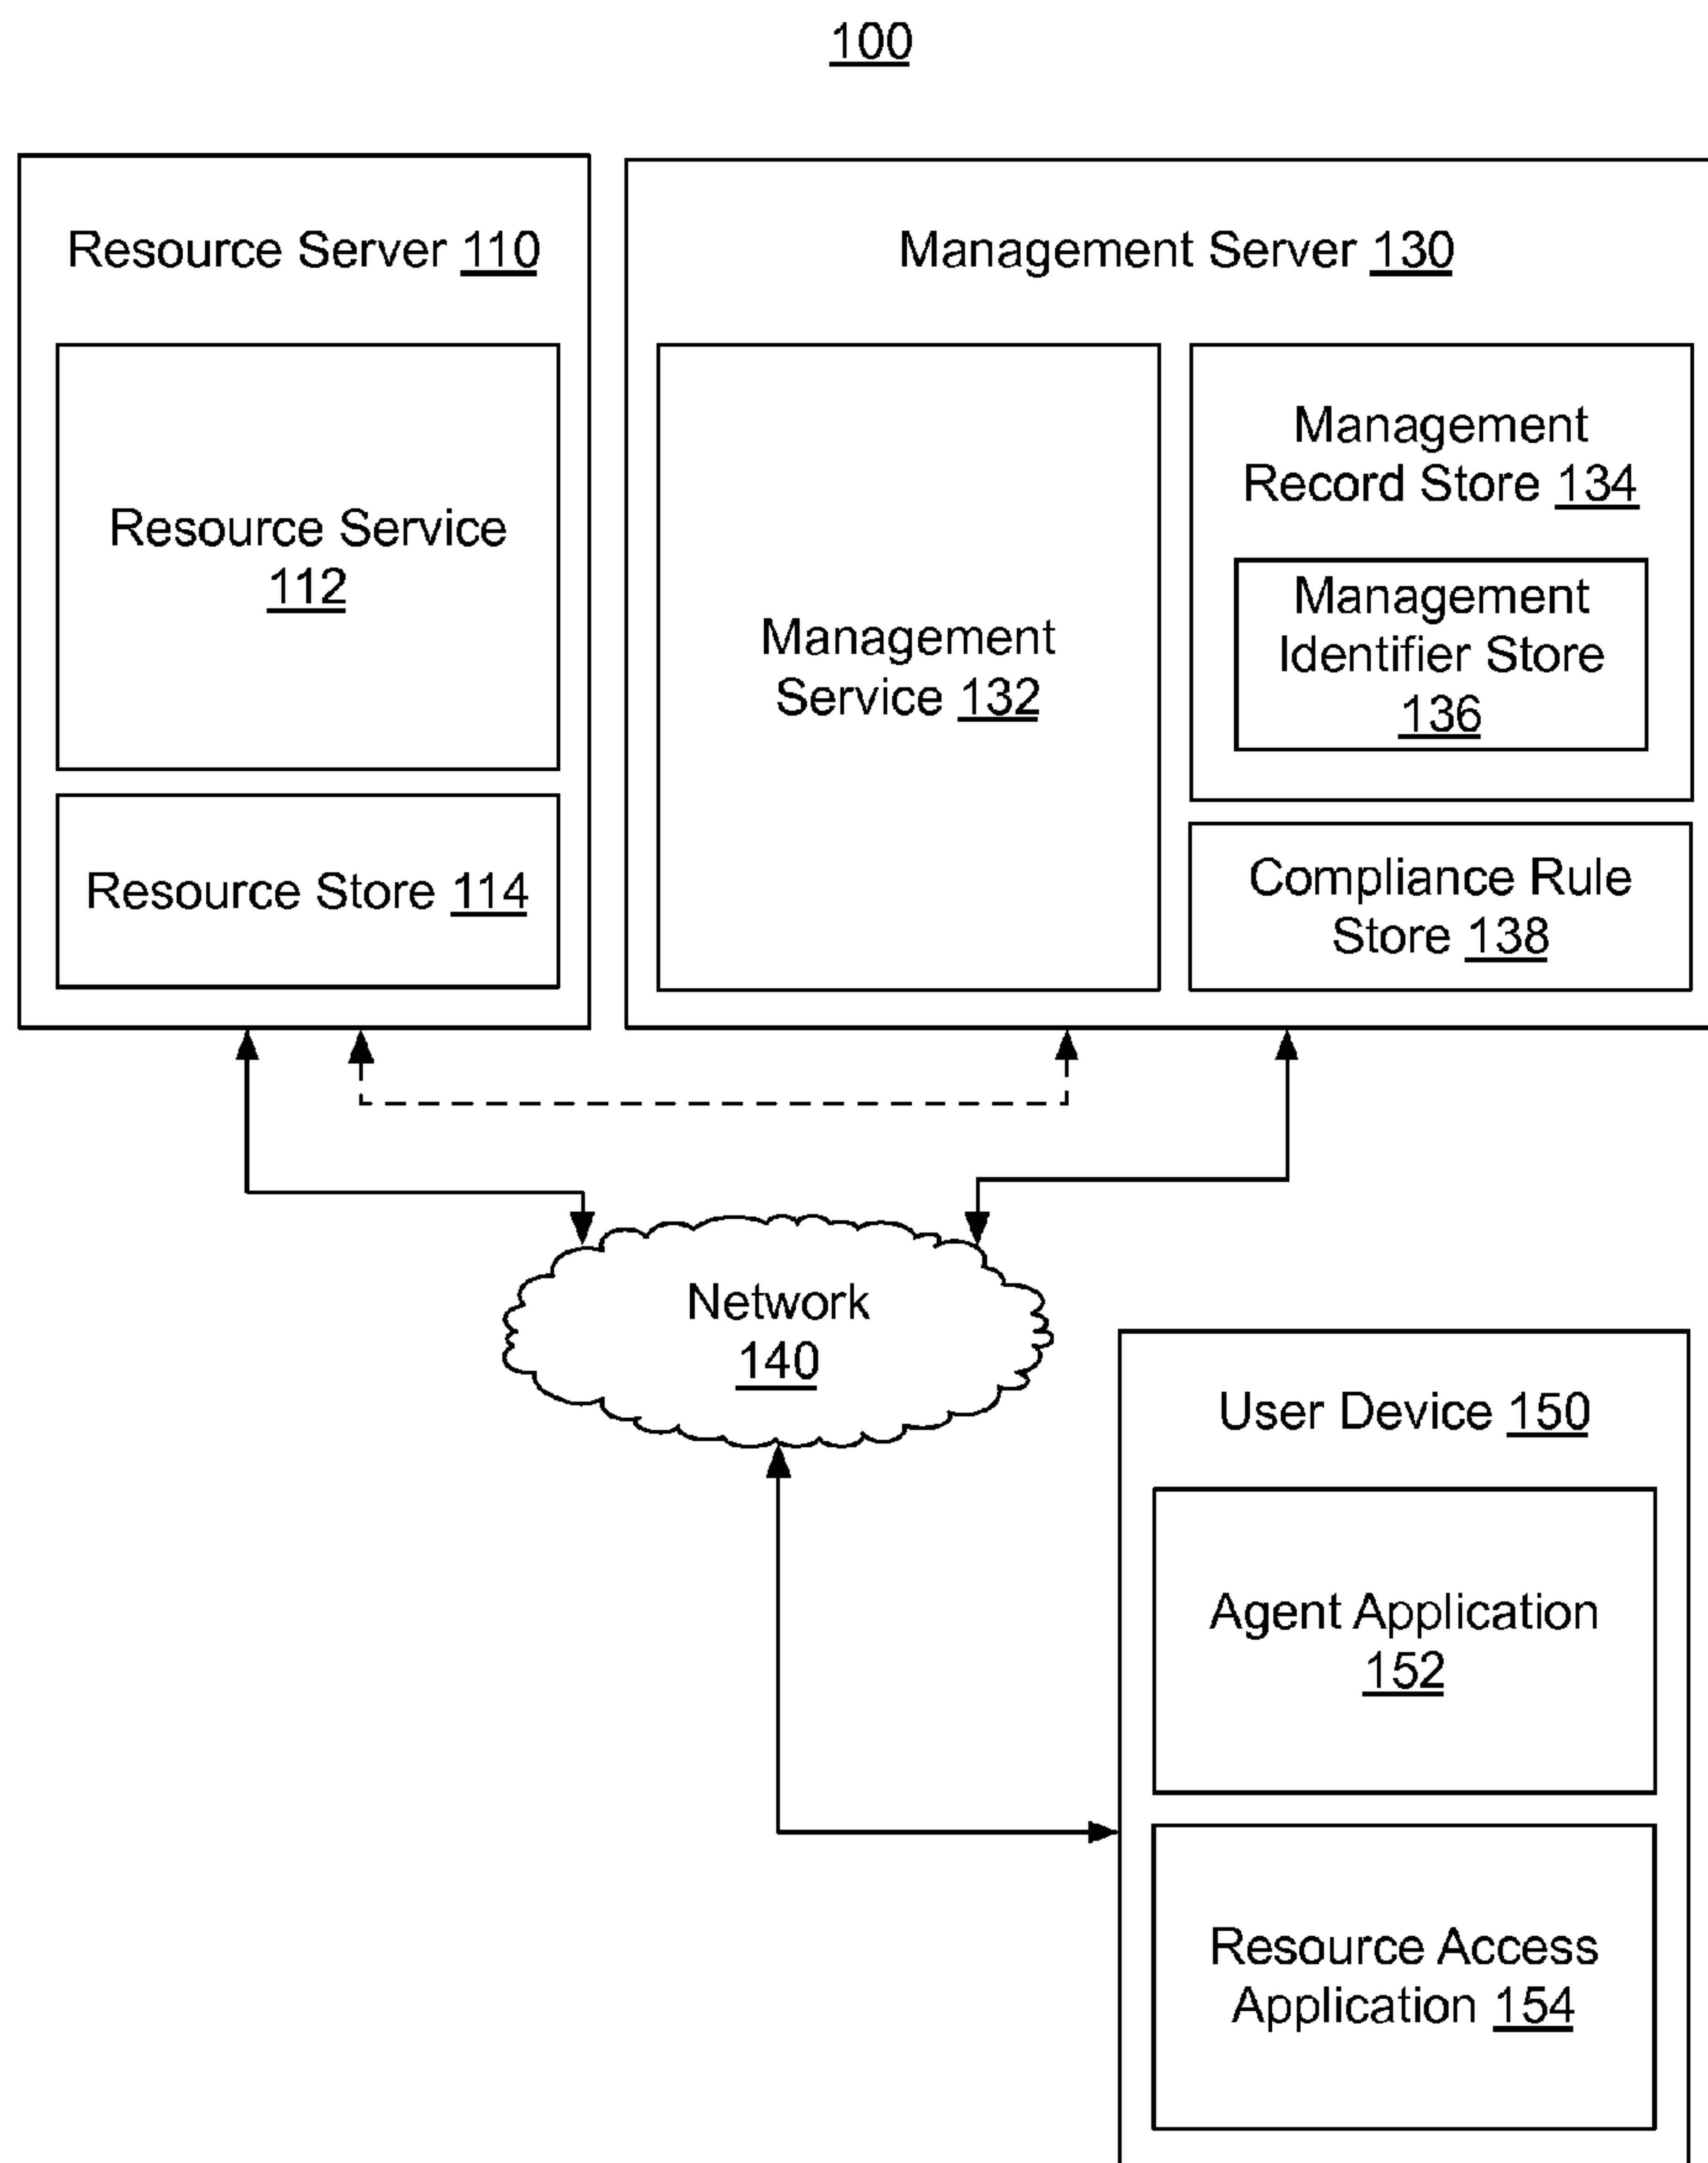 100
Resource Server 110
Resource Service
112
Resource Store 114
Management Server 130
Management
Service 132
Management
Record Store 134
Management
Identifier Store
136
Compliance Rule
Store 138
Network
140
User Device 150
Agent Application
152
Resource Access
Application 154